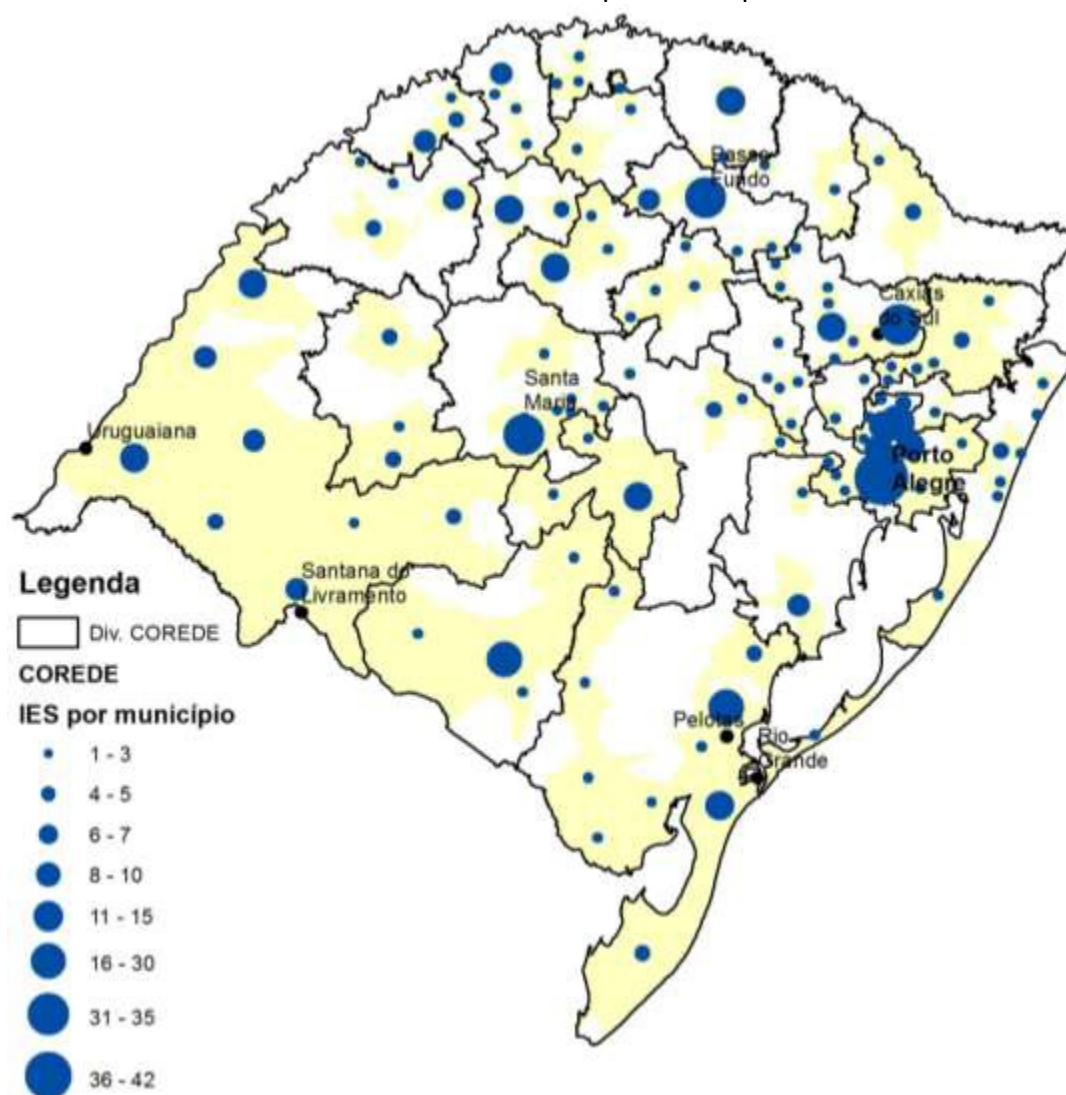 Passo
Fundo
Caxias
do Sul
Santa
Maria
Uruguaiana
Porto
Alegre
Santana do
Livramento
Pelotas
Rio
Grande
Legenda
Div. COREDE
COREDE
IES por município
1 - 3
4 - 5
6 - 7
8 - 10
11 - 15
16 - 30
31 - 35
36 - 42